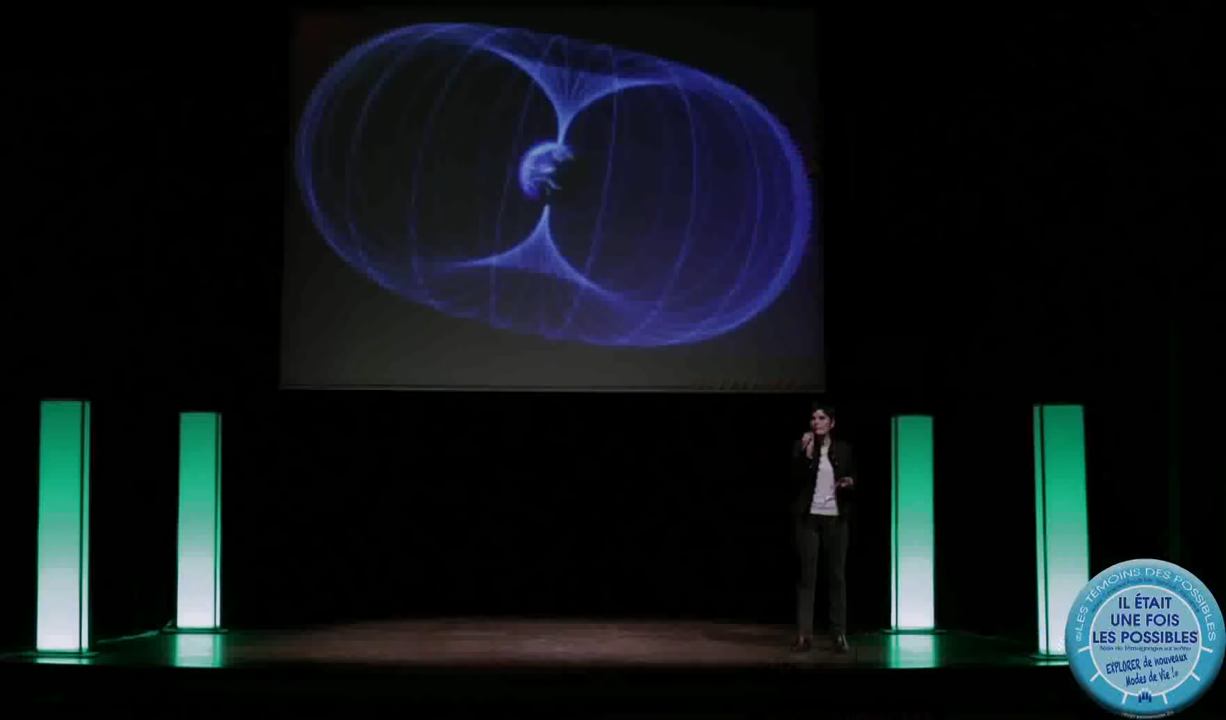 LES TÉMOINS DES POSSIBLES
IL ÉTAIT
UNE FOIS
LES POSSIBLES
EXPLORER de nouveaux
Modes de Vie !